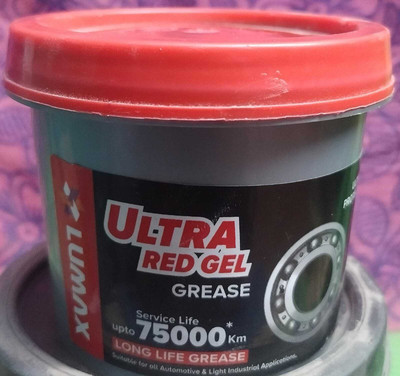 LUMAX
ULTRA
RED GEL
GREASE
Service Life
upto 75000* Km
LONG LIFE GREASE
Suitable for all Automotive & Light Industrial Applications.